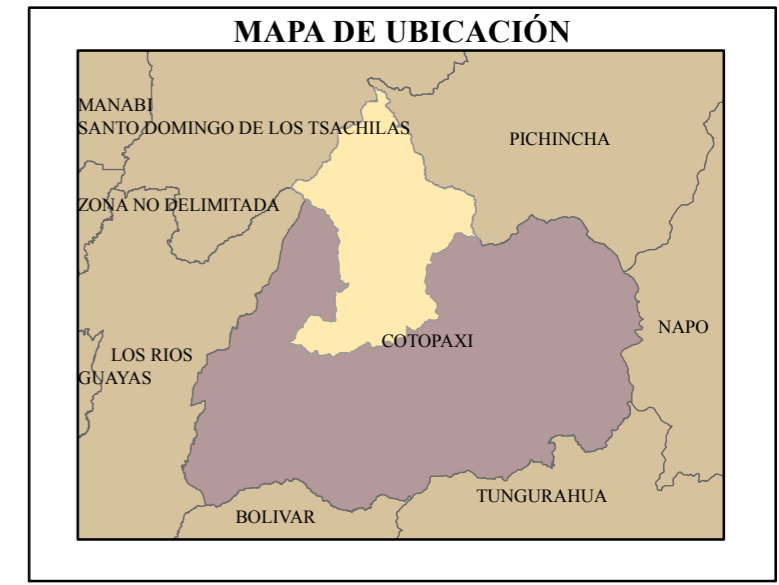 MAPA DE UBICACIÓN
MANABI
SANTO DOMINGO DE LOS TSACHILAS
PICHINCHA
ZONA NO DELIMITADA
NAPO
COTOPAXI
LOS RIOS
GUAYAS
TUNGURAHUA
BOLIVAR